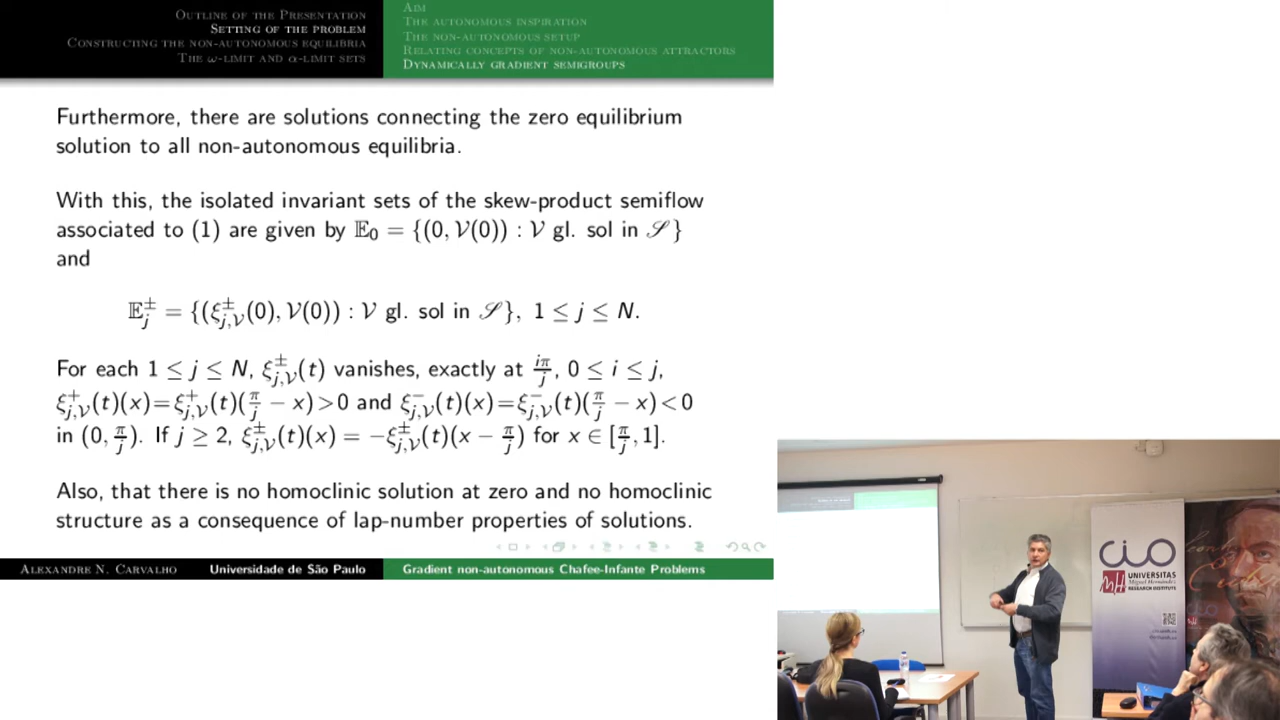 OUTLINE OF THE PRESENTATION
SETTING OF THE PROBLEM
CONSTRUCTING THE NON-AUTONOMOUS EQUILIBRIA
THE ω-LIMIT AND α-LIMIT SETS
AIM
THE AUTONOMOUS INSPIRATION
THE NON-AUTONOMOUS SETUP
RELATING CONCEPTS OF NON-AUTONOMOUS ATTRACTORS
DYNAMICALLY GRADIENT SEMIGROUPS
Furthermore, there are solutions connecting the zero equilibrium
solution to all non-autonomous equilibria.
With this, the isolated invariant sets of the skew-product semiflow
associated to (1) are given by 𝔼₀ = {(0, 𝒱(0)) : 𝒱 gl. sol in 𝒮}
and
𝔼ⱼ^± = {(ξ^±_{j,𝒱}(0), 𝒱(0)) : 𝒱 gl. sol in 𝒮}, 1 ≤ j ≤ N.
For each 1 ≤ j ≤ N, ξ^±_{j,𝒱}(t) vanishes, exactly at iπ/j, 0 ≤ i ≤ j,
ξ^+_{j,𝒱}(t)(x)=ξ^+_{j,𝒱}(t)(π/j − x)>0 and ξ^-_{j,𝒱}(t)(x)=ξ^-_{j,𝒱}(t)(π/j − x)<0
in (0, π/j). If j ≥ 2, ξ^±_{j,𝒱}(t)(x) = −ξ^±_{j,𝒱}(t)(x − π/j) for x ∈ [π/j, 1].
Also, that there is no homoclinic solution at zero and no homoclinic
structure as a consequence of lap-number properties of solutions.
ALEXANDRE N. CARVALHO
Universidade de São Paulo
Gradient non-autonomous Chafee-Infante Problems
CIO
UNIVERSITAS
Miguel Hernández
RESEARCH INSTITUTE